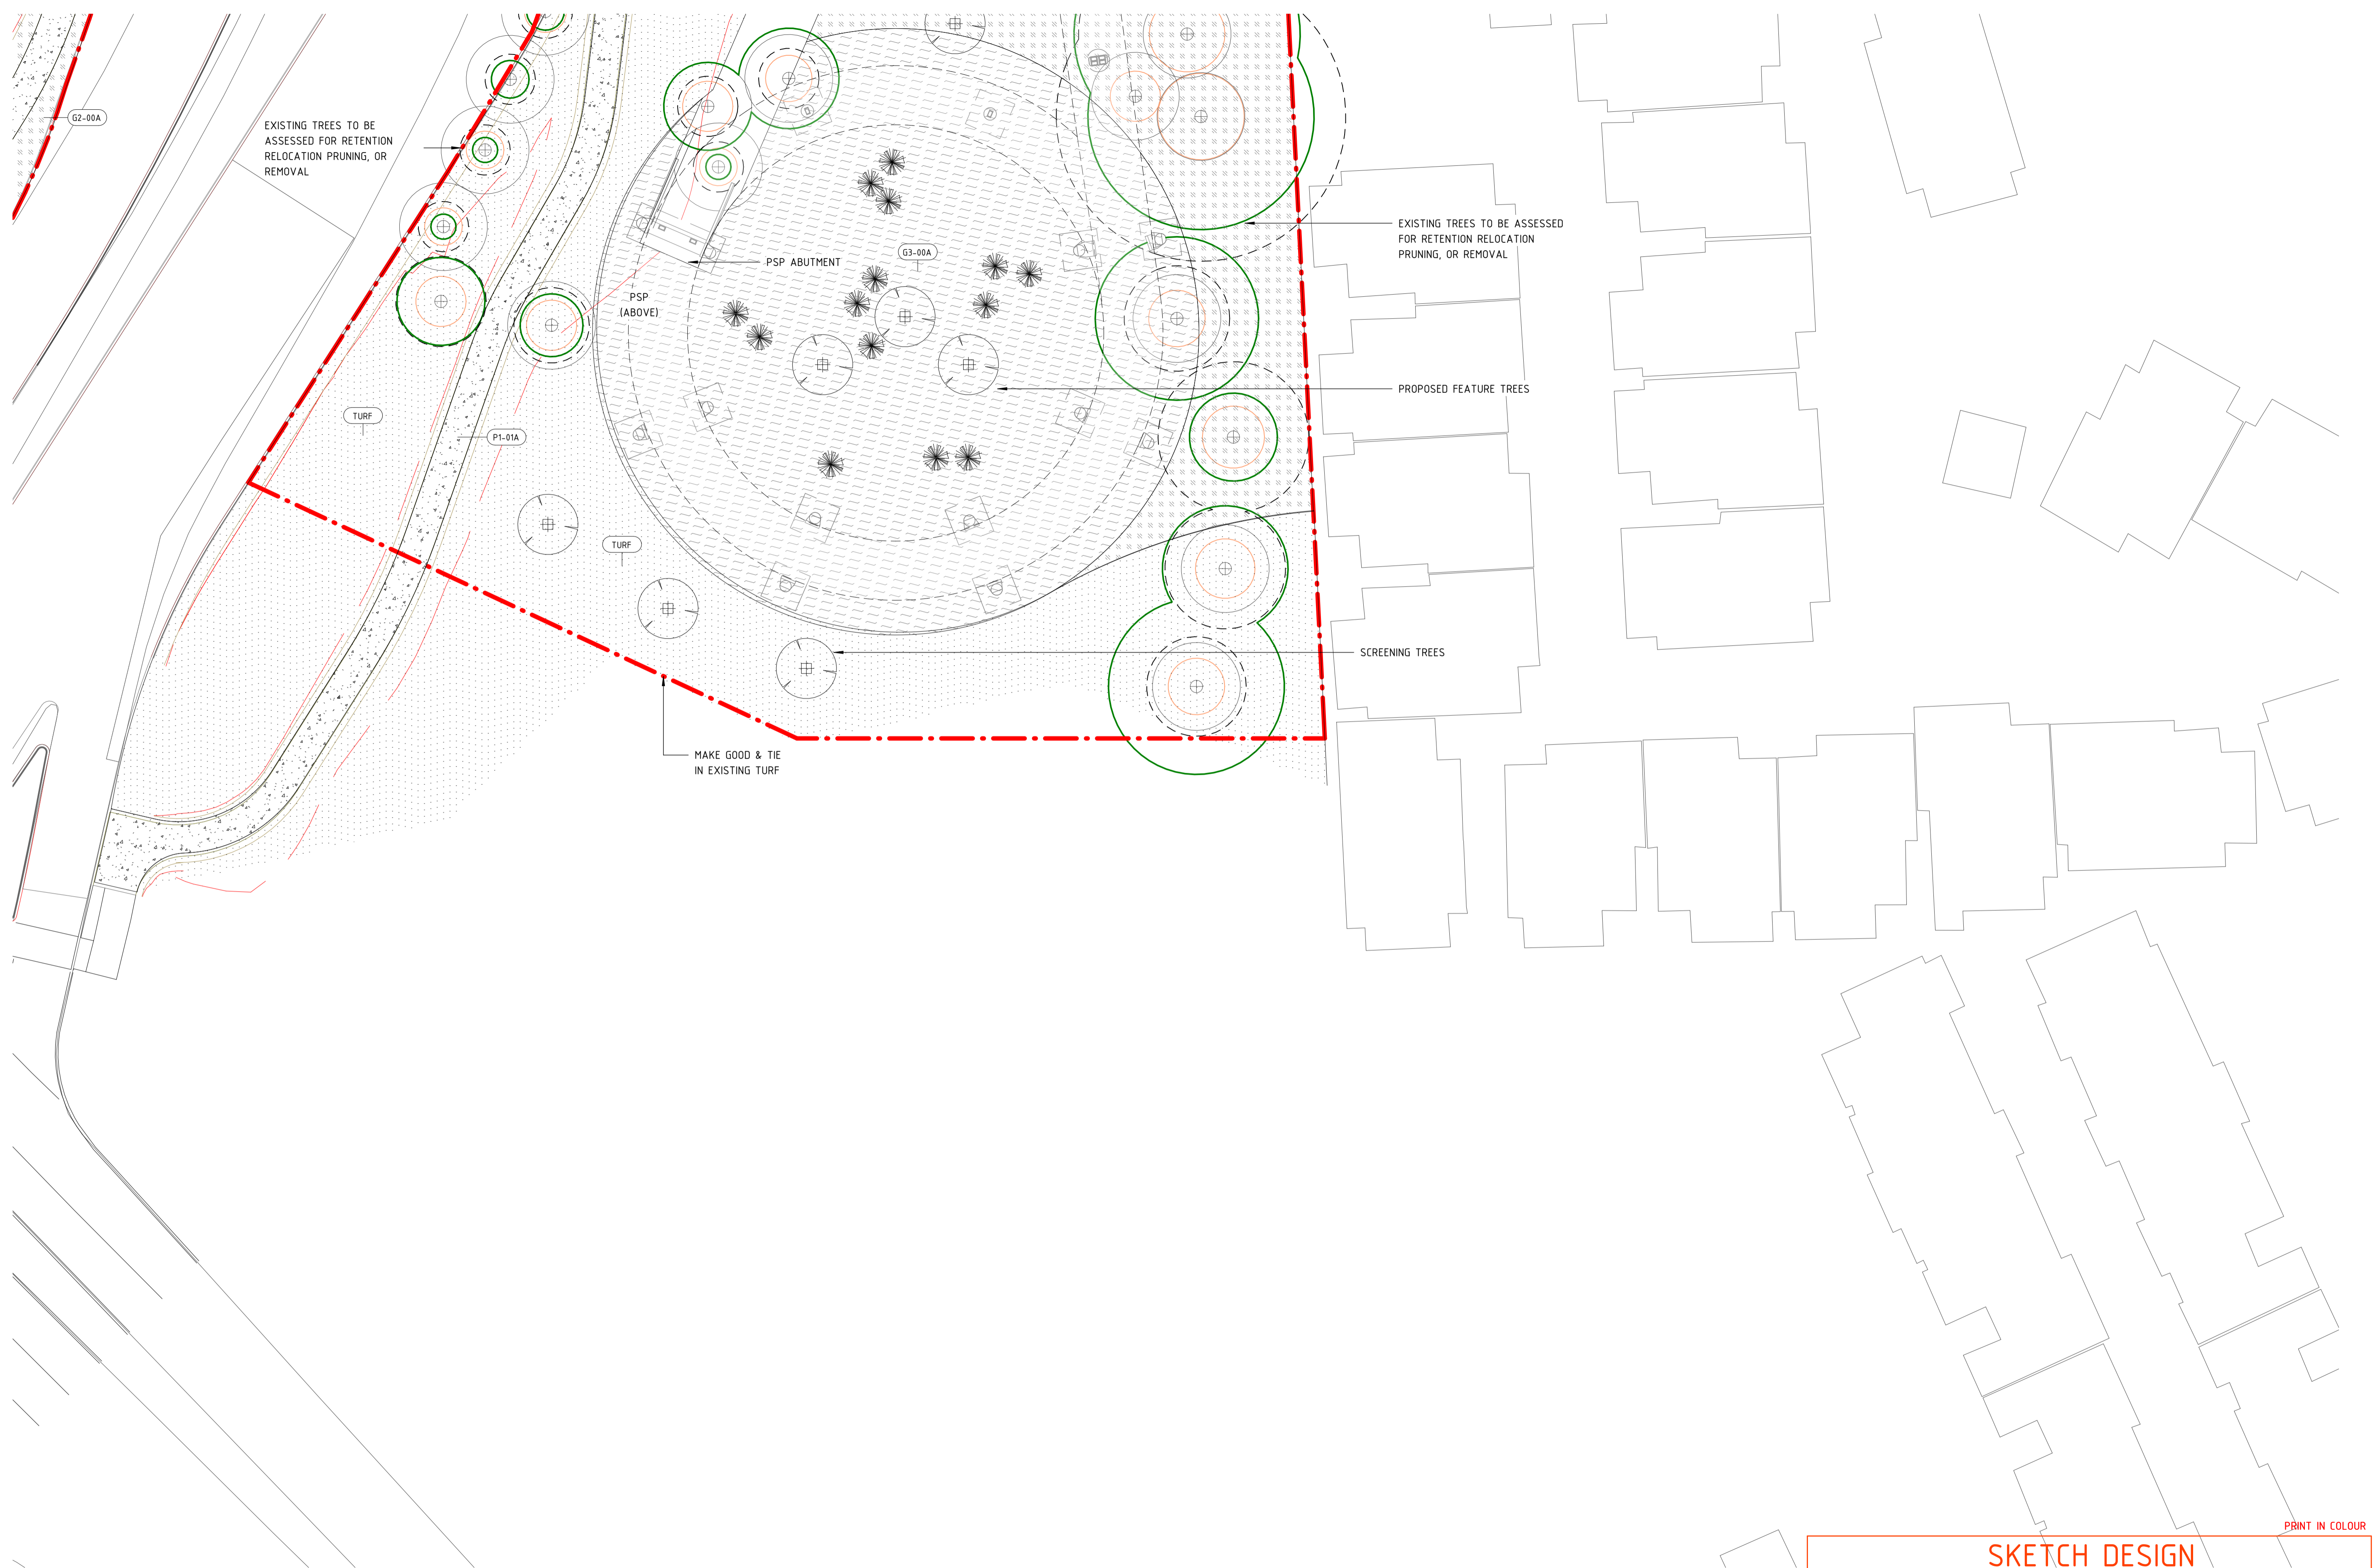 G2-00A
EXISTING TREES TO BE
ASSESSED FOR RETENTION
RELOCATION PRUNING, OR
REMOVAL
EXISTING TREES TO BE ASSESSED
FOR RETENTION RELOCATION
PRUNING, OR REMOVAL
G3-00A
PSP ABUTMENT
PSP
(ABOVE)
PROPOSED FEATURE TREES
TURF
P1-01A
TURF
SCREENING TREES
MAKE GOOD & TIE
IN EXISTING TURF
PRINT IN COLOUR
SKETCH DESIGN